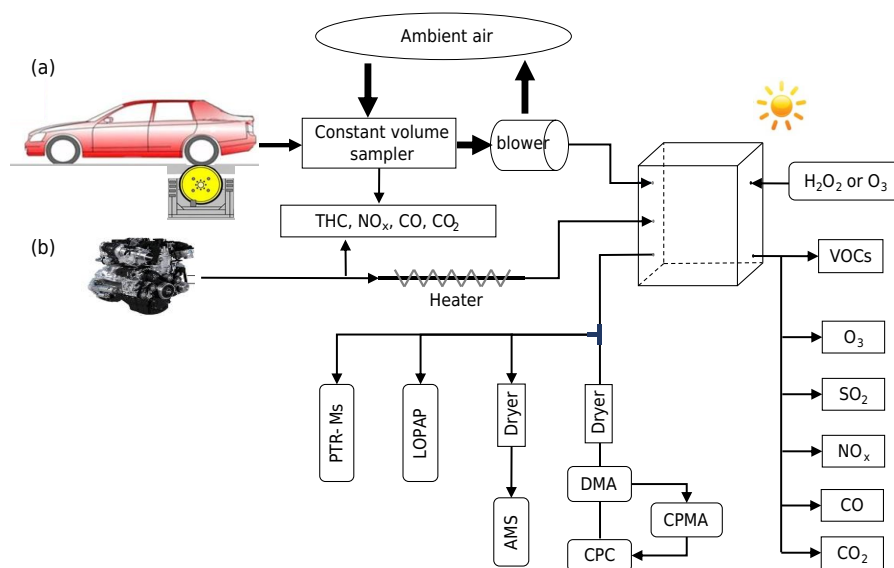 Ambient air
(a)
Constant volume
sampler
blower
H₂O₂ or O₃
THC, NOₓ, CO, CO₂
(b)
VOCs
Heater
O₃
PTR-Ms
LOPAP
Dryer
Dryer
SO₂
NOₓ
DMA
AMS
CPMA
CO
CPC
CO₂